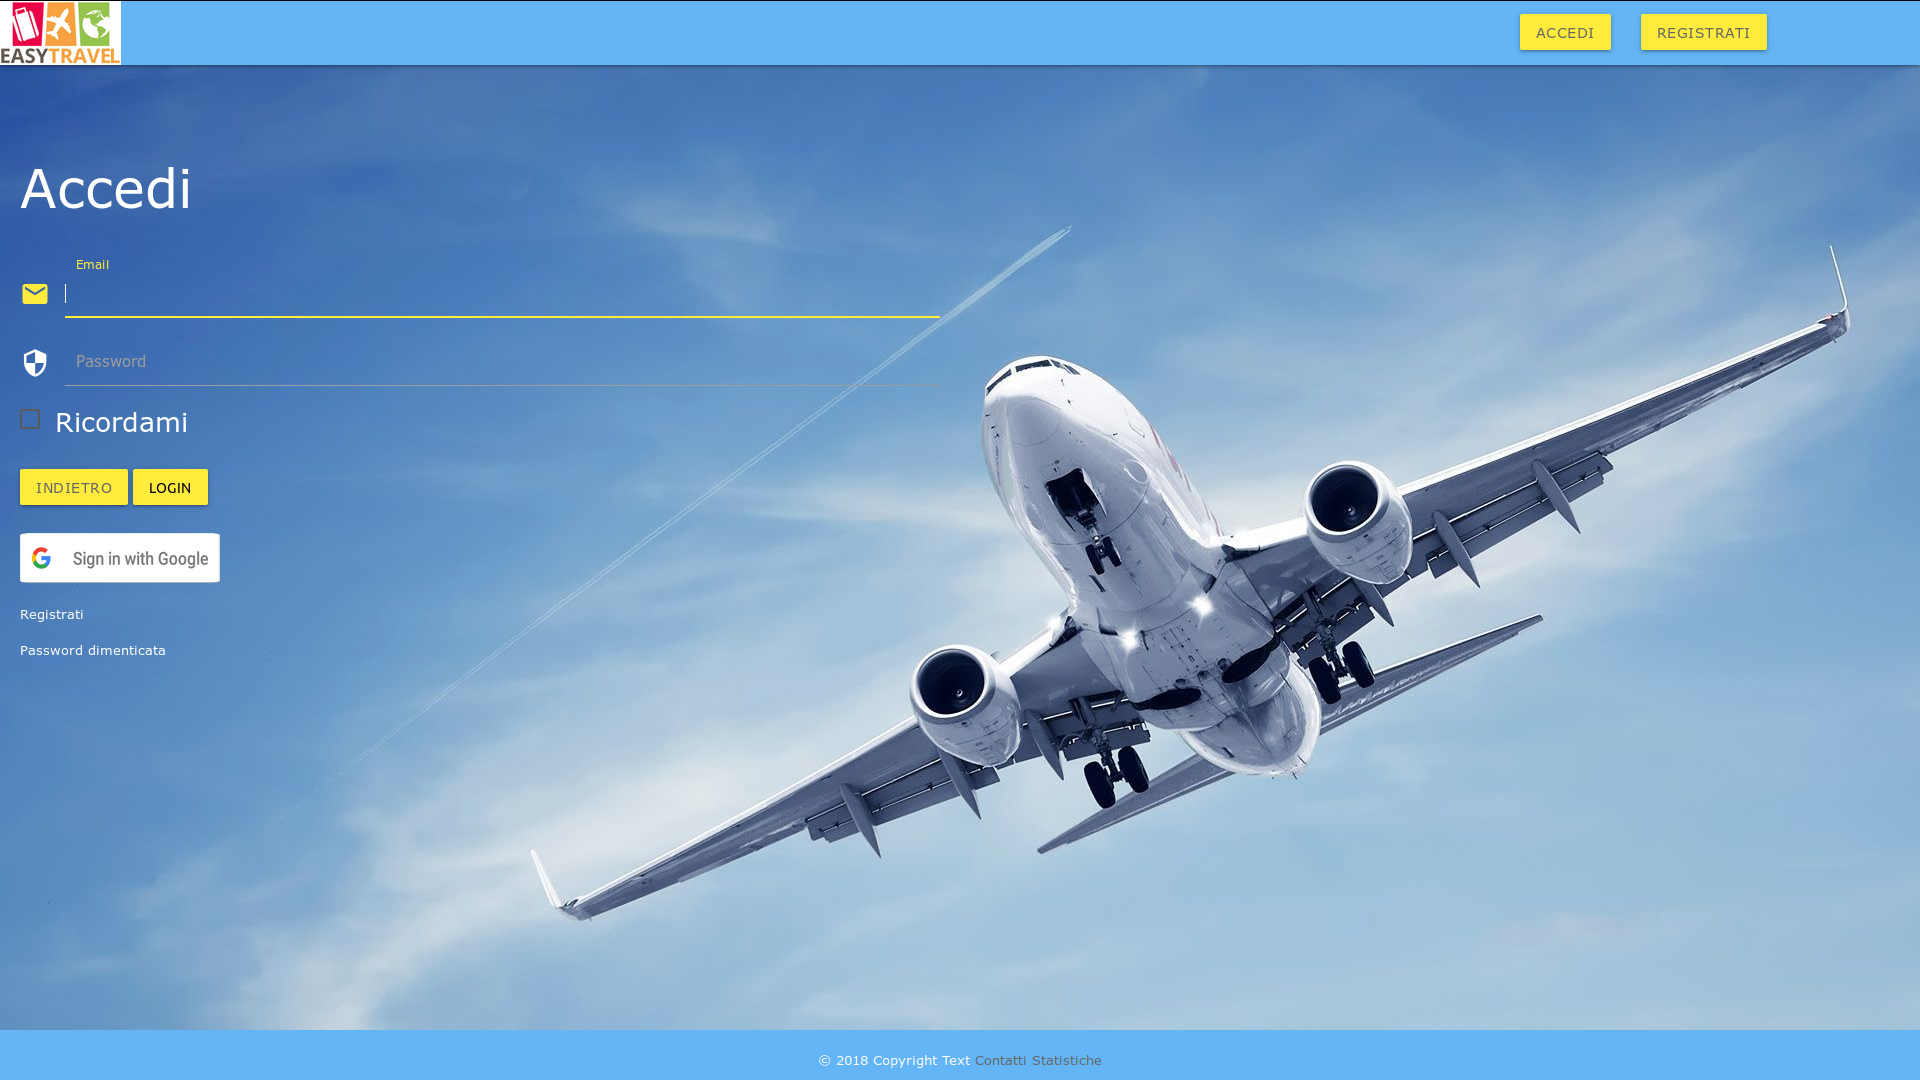 EASYTRAVEL
ACCEDI
REGISTRATI
Accedi
Email
Password
Ricordami
INDIETRO
LOGIN
Sign in with Google
Registrati
Password dimenticata
© 2018 Copyright Text Contatti Statistiche